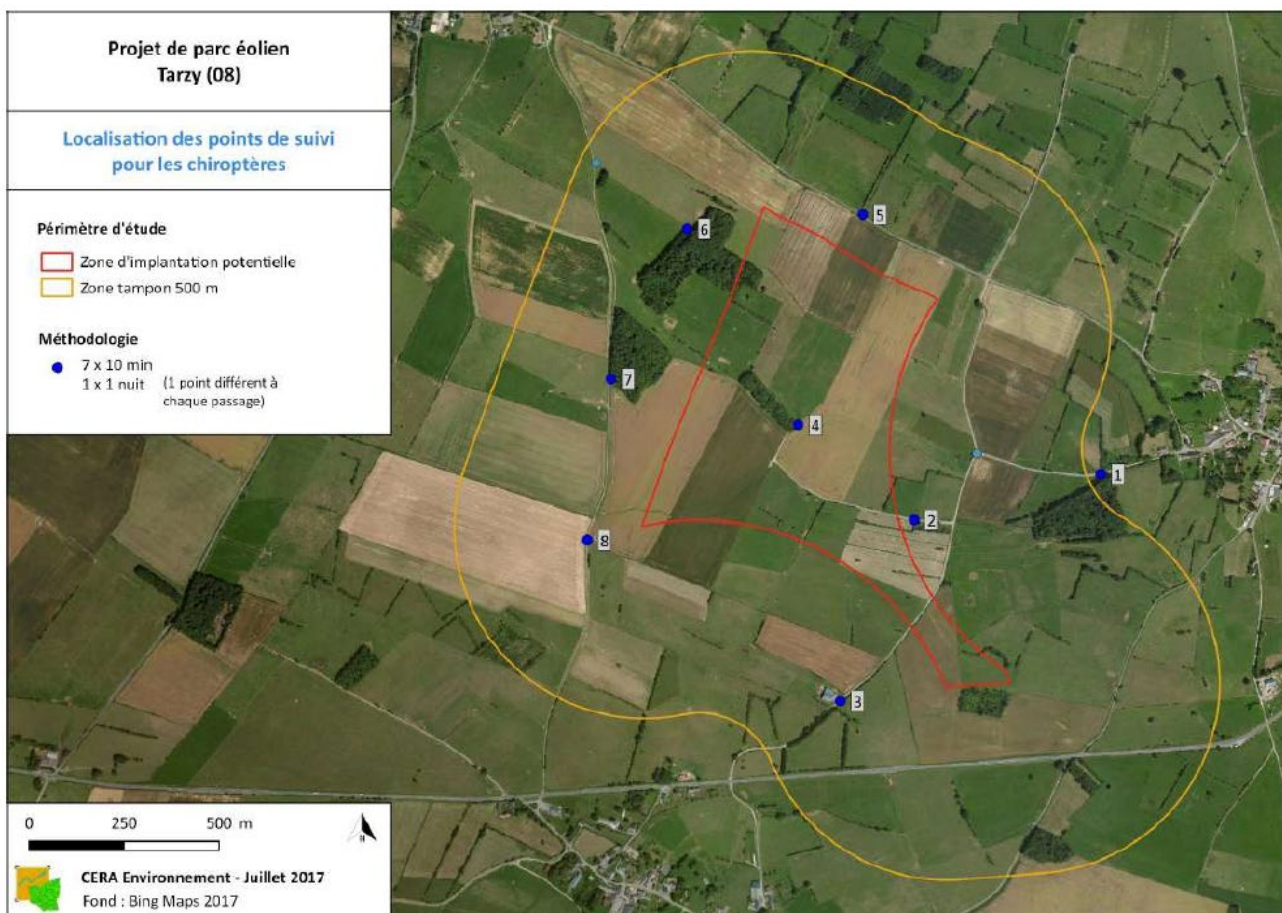 Projet de parc éolien
Tarzy (08)
Localisation des points de suivi
pour les chiroptères
Périmètre d'étude
Zone d'implantation potentielle
Zone tampon 500 m
Méthodologie
7 x 10 min
1 x 1 nuit (1 point différent à
chaque passage)
5
6
7
4
1
2
8
3
0 250 500 m
N
CERA Environnement - Juillet 2017
Fond : Bing Maps 2017